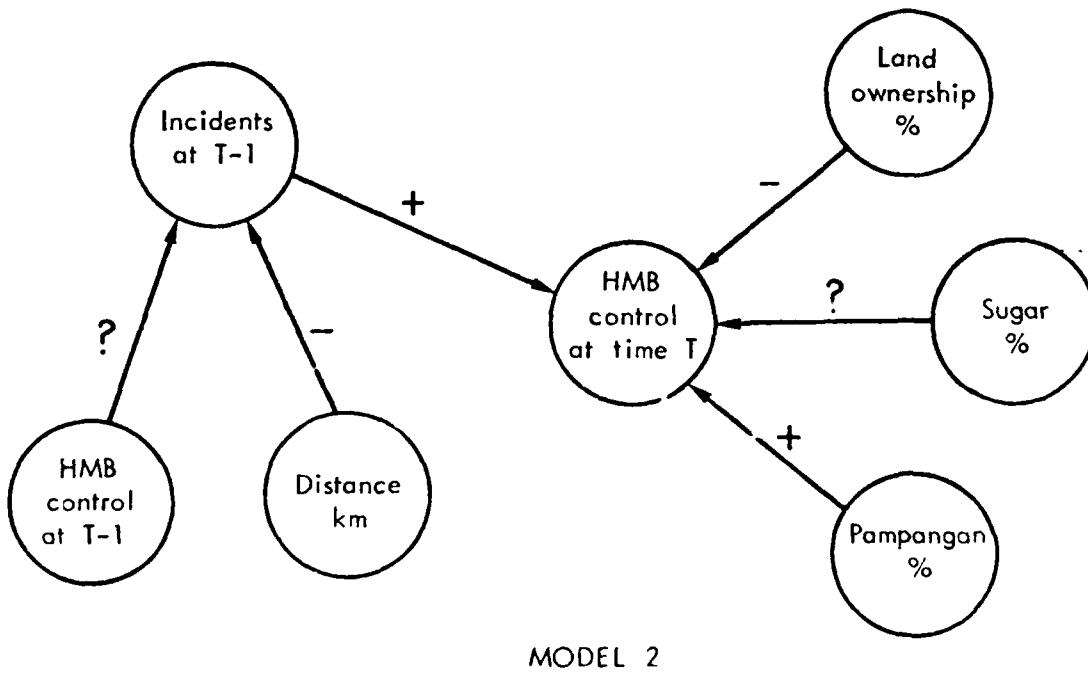 Land
ownership
%
Incidents
at T-1
+
-
HMB
control
at time T
?
Sugar
%
?
-
+
HMB
control
at T-1
Distance
km
Pampangan
%
MODEL 2